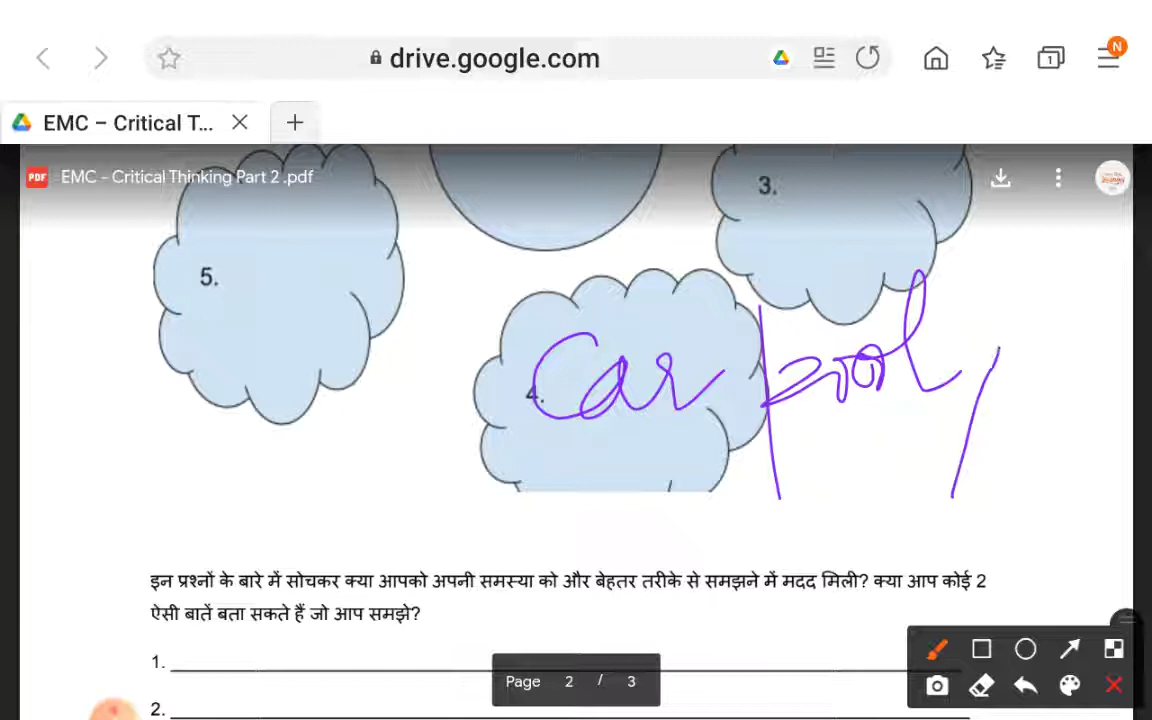 drive.google.com
N
1
EMC – Critical T...
PDF EMC - Critical Thinking Part 2 .pdf
3.
5.
4. Car pool,
इन प्रश्नों के बारे में सोचकर क्या आपको अपनी समस्या को और बेहतर तरीके से समझने में मदद मिली? क्या आप कोई 2
ऐसी बातें बता सकते हैं जो आप समझे?
1.
Page 2 / 3
2.